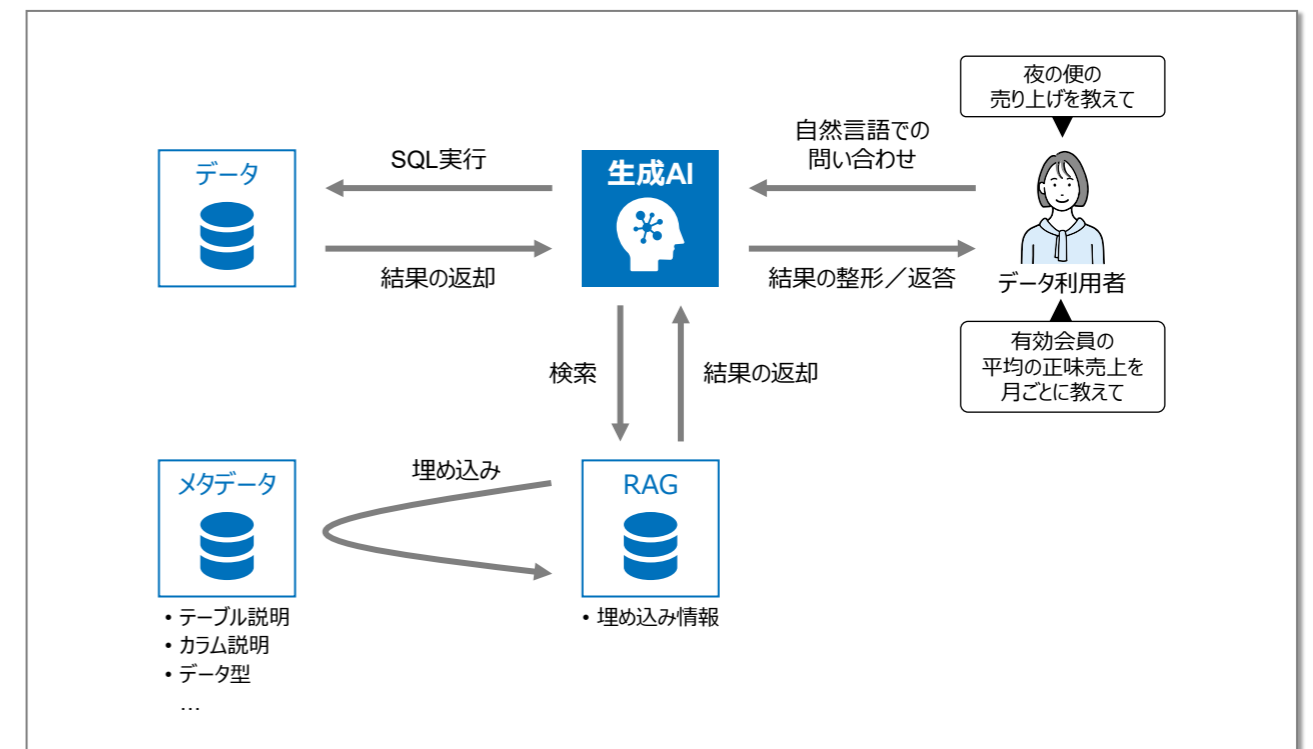 夜の便の
売り上げを教えて
自然言語での
問い合わせ
SQL実行
データ
生成AI
結果の返却
結果の整形／返答
データ利用者
有効会員の
平均の正味売上を
月ごとに教えて
検索
結果の返却
メタデータ
埋め込み
RAG
• テーブル説明
• カラム説明
• データ型
…
• 埋め込み情報